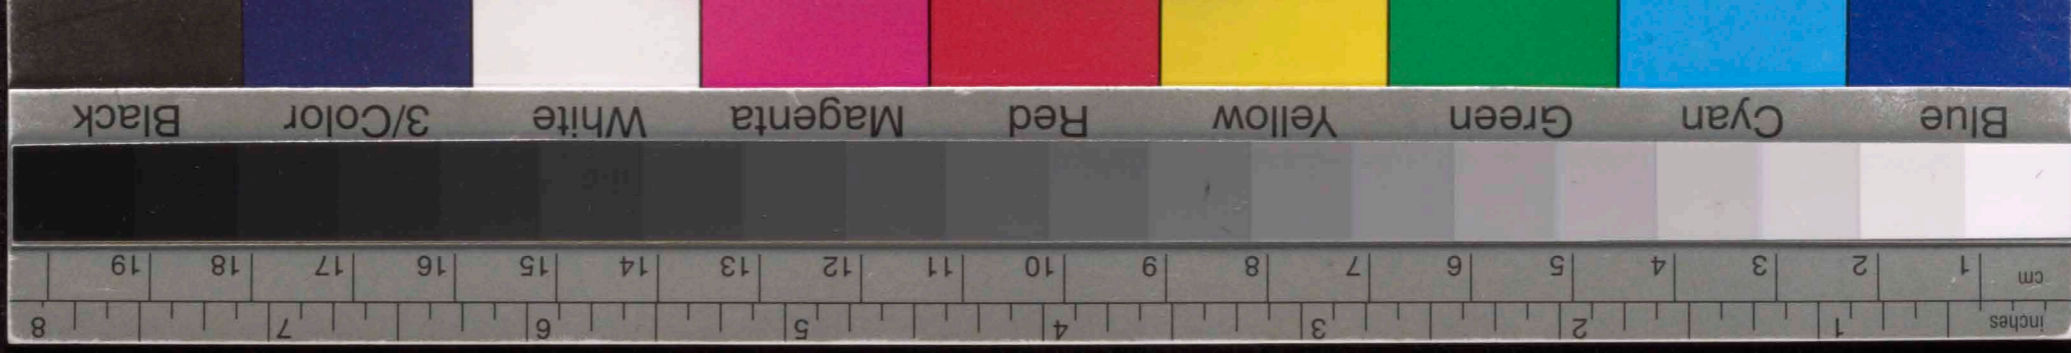 inches 1 2 3 4 5 6 7 8
cm 1 2 3 4 5 6 7 8 9 10 11 12 13 14 15 16 17 18 19
Blue Cyan Green Yellow Red Magenta White 3/Color Black